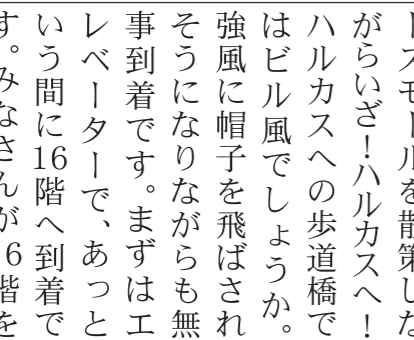 トスモールを散策しな
がらいざ！ハルカスへ！
ハルカスへの歩道橋で
はビル風でしょうか。
強風に帽子を飛ばされ
そうになりながらも無
事到着です。まずはエ
レベーターで、あっと
いう間に16階へ到着で
す。みなさんが16階を